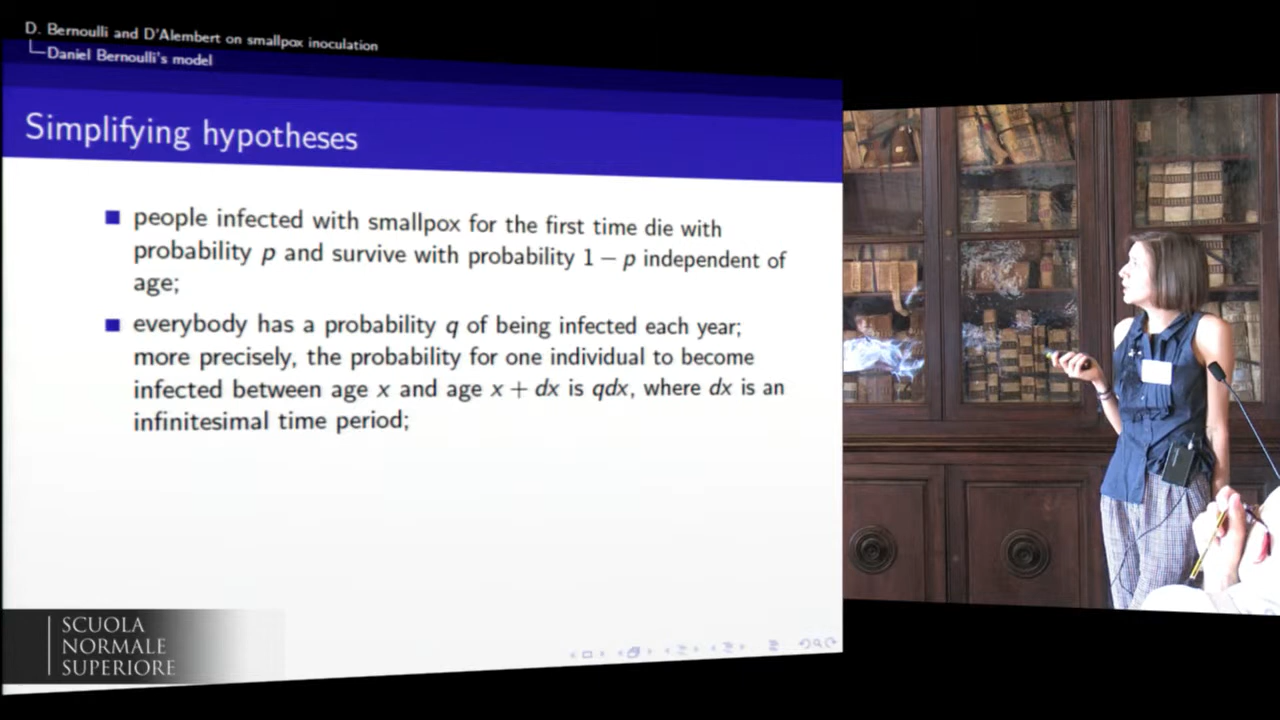 D. Bernoulli and D'Alembert on smallpox inoculation
Daniel Bernoulli's model
Simplifying hypotheses
people infected with smallpox for the first time die with
probability p and survive with probability 1 − p independent of
age;
everybody has a probability q of being infected each year;
more precisely, the probability for one individual to become
infected between age x and age x + dx is qdx, where dx is an
infinitesimal time period;
SCUOLA
NORMALE
SUPERIORE